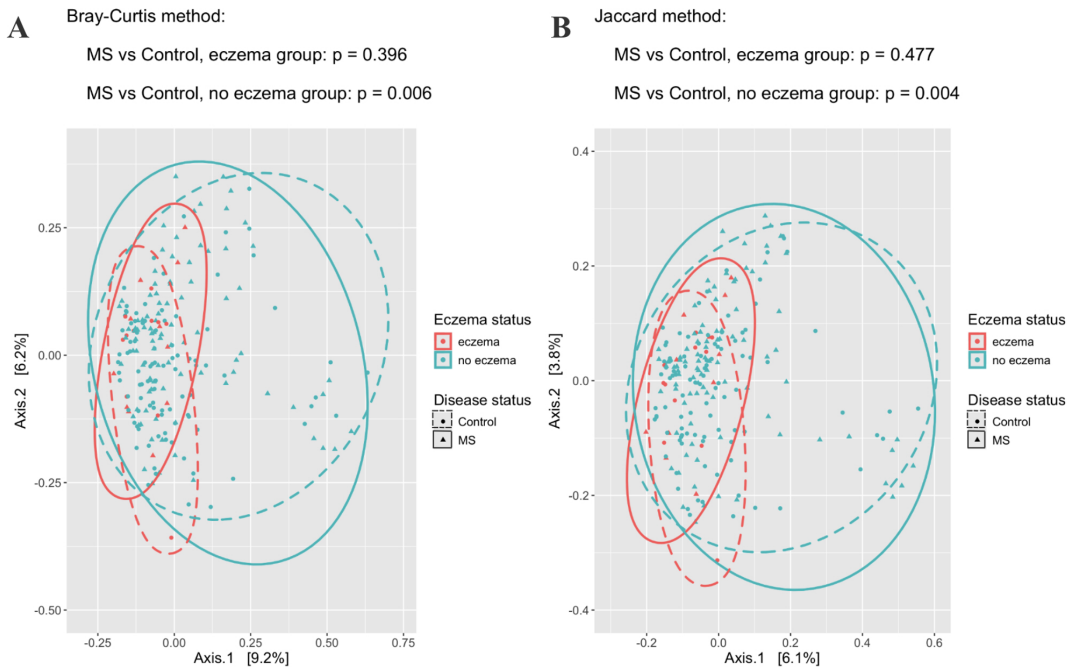 A
Bray-Curtis method:
MS vs Control, eczema group: p = 0.396
MS vs Control, no eczema group: p = 0.006
0.25
0.00
-0.25
-0.50
Axis.2 [6.2%]
-0.25
0.00
0.25
0.50
0.75
Axis.1 [9.2%]
Eczema status
eczema
no eczema
Disease status
Control
MS
B
Jaccard method:
MS vs Control, eczema group: p = 0.477
MS vs Control, no eczema group: p = 0.004
0.4
0.2
0.0
-0.2
-0.4
Axis.2 [3.8%]
-0.2
0.0
0.2
0.4
0.6
Axis.1 [6.1%]
Eczema status
eczema
no eczema
Disease status
Control
MS